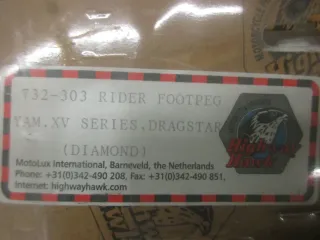 732-303 RIDER FOOTPEG
YAM.XV SERIES.DRAGSTAR
(DIAMOND)
MotoLux International, Barneveld, the Netherlands
Phone: +31(0)342-490 208, Fax: +31(0)342-490 851,
Internet: highwayhawk.com
Highway
Hawk